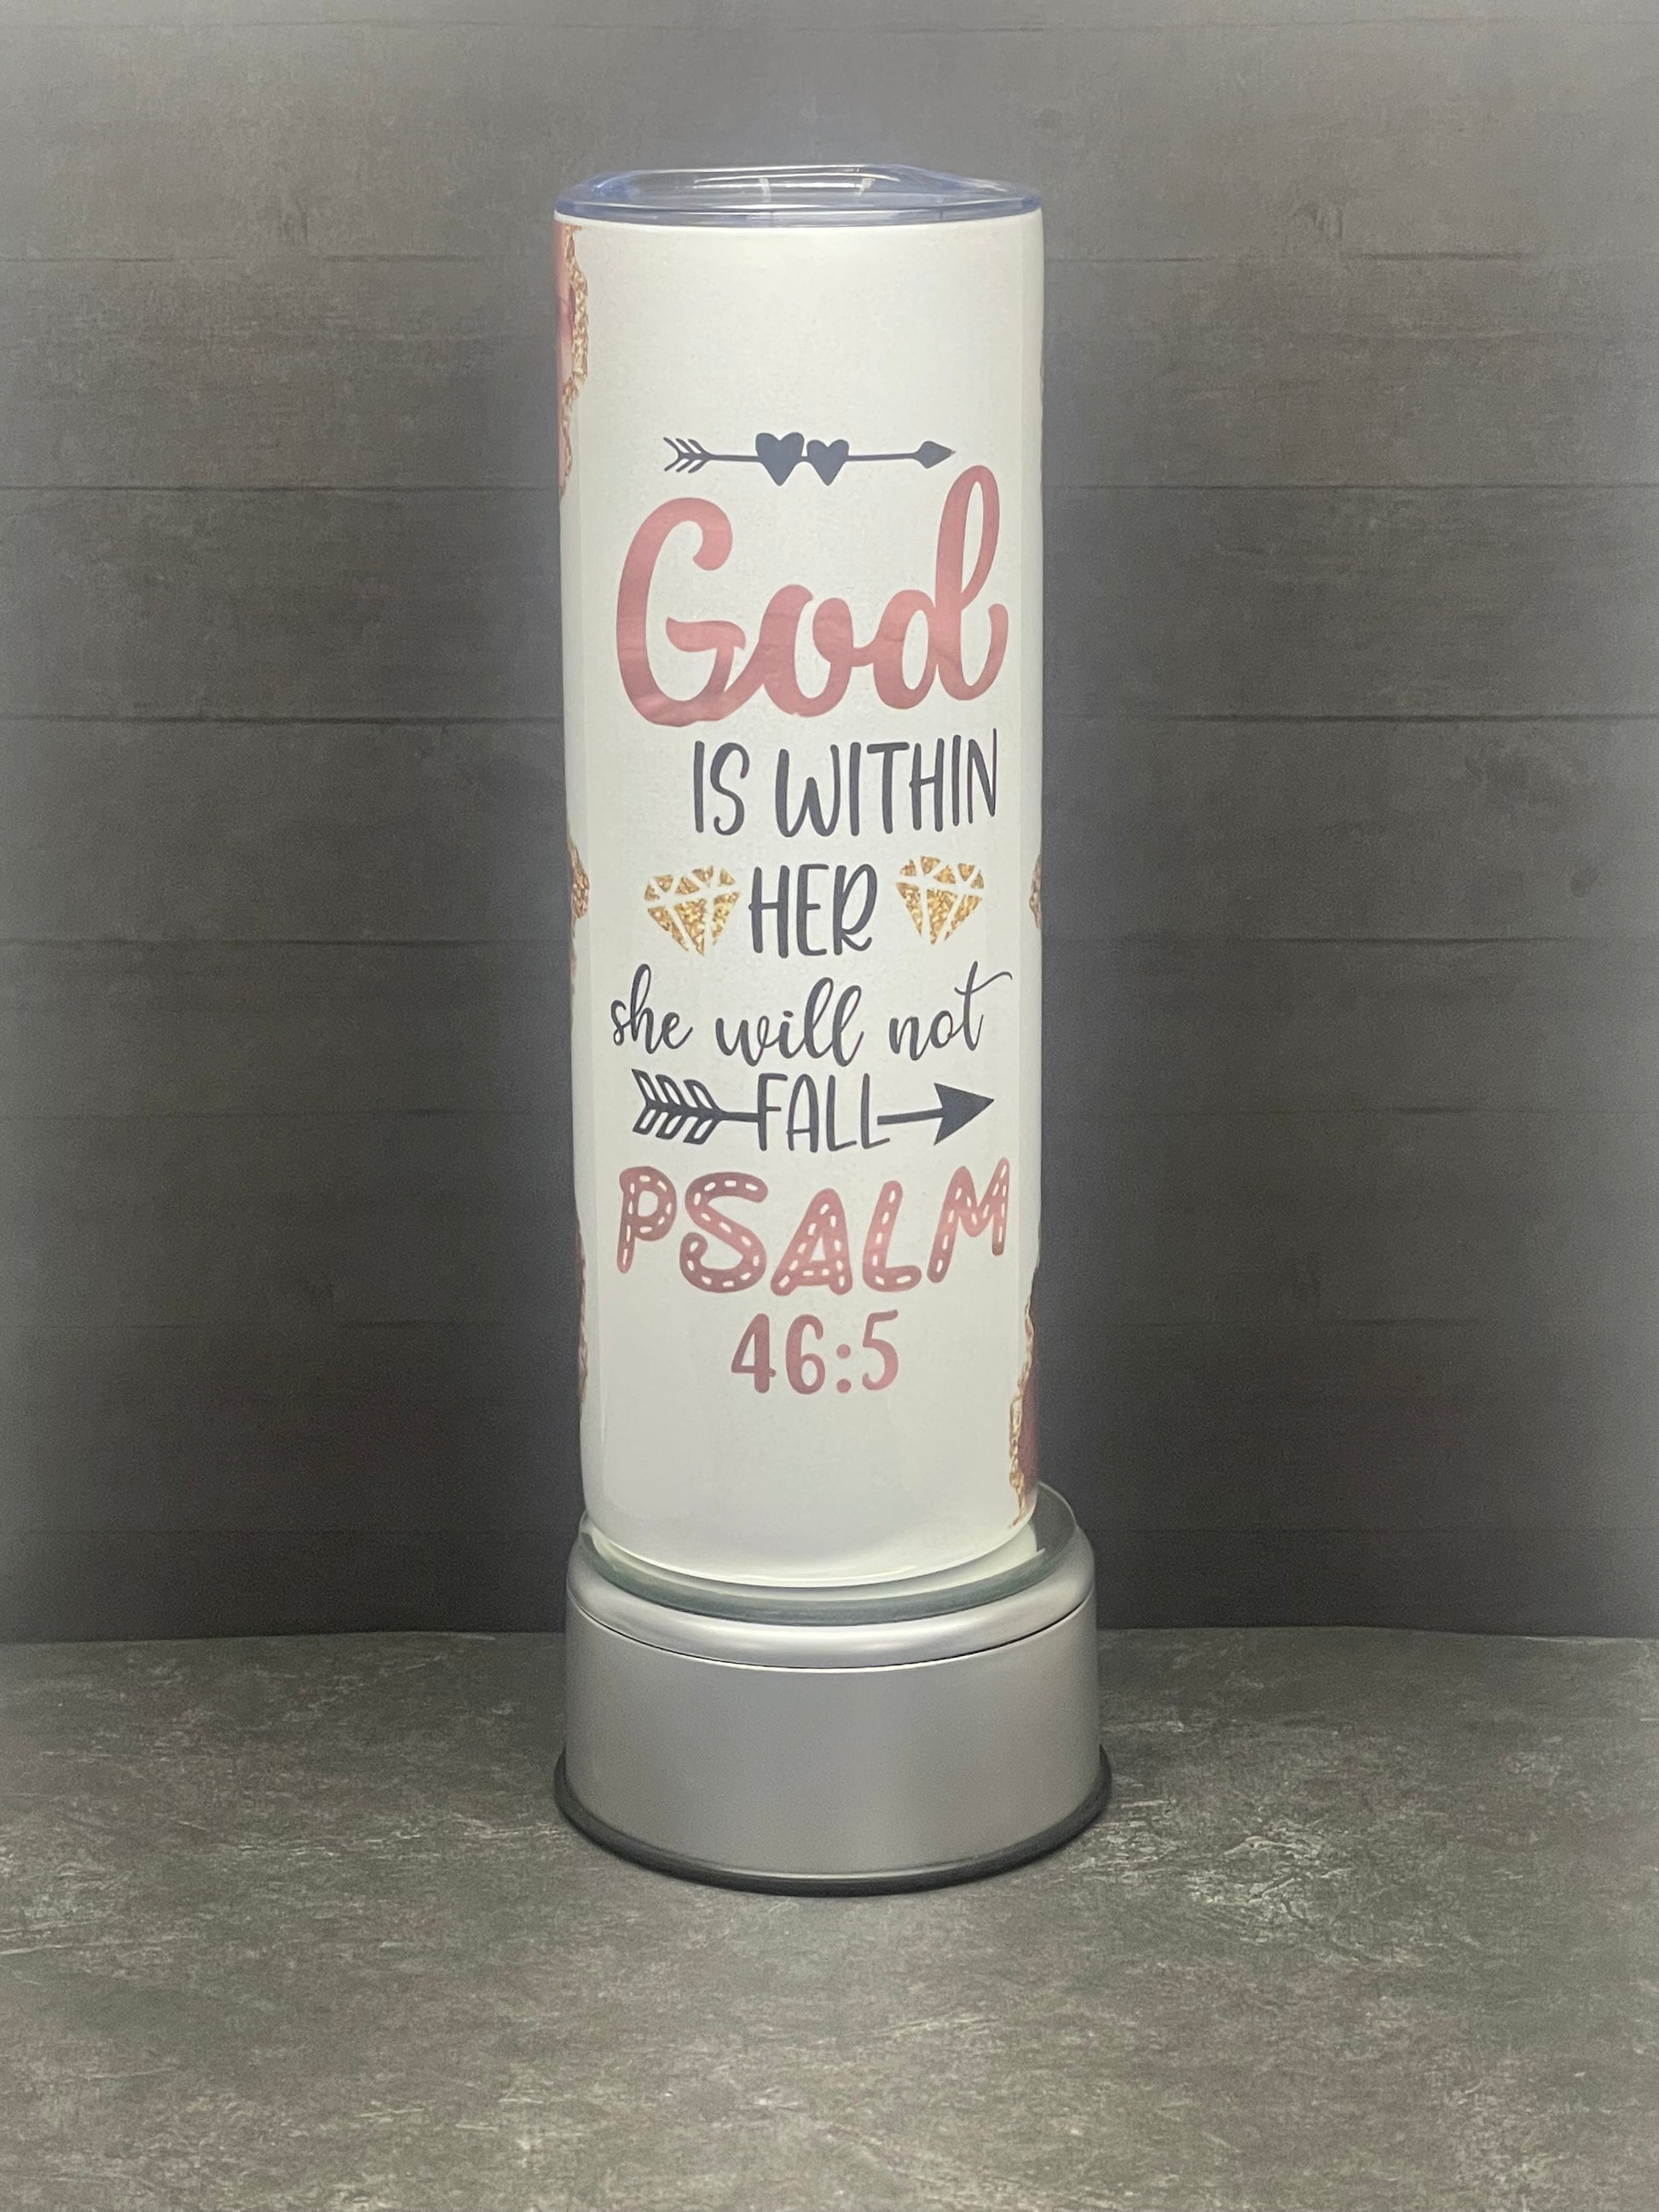 God
IS WITHIN
HER
she will not
FALL
PSALM
46:5